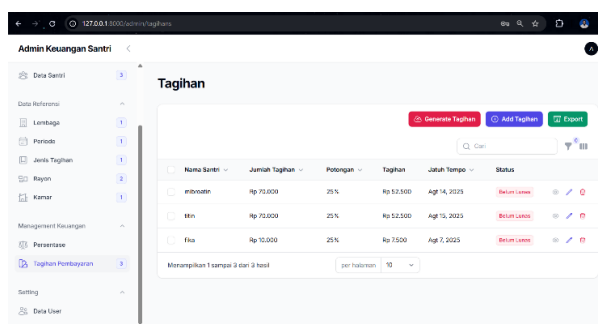 127.0.0.1:8000/admin/tagihans
Admin Keuangan Santri
Data Santri 3
Data Referensi
Lembaga 1
Periode 1
Jenis Tagihan 1
Rayon 2
Kamar 1
Management Keuangan
Persentase
Tagihan Pembayaran 3
Setting
Data User
Tagihan
Generate Tagihan Add Tagihan Export
Cari
Nama Santri Jumlah Tagihan Potongan Tagihan Jatuh Tempo Status
mibroatin Rp 70.000 25% Rp 52.500 Agt 14, 2025 Belum Lunas
titin Rp 70.000 25% Rp 52.500 Agt 15, 2025 Belum Lunas
fika Rp 10.000 25% Rp 7.500 Agt 7, 2025 Belum Lunas
Menampilkan 1 sampai 3 dari 3 hasil per halaman 10